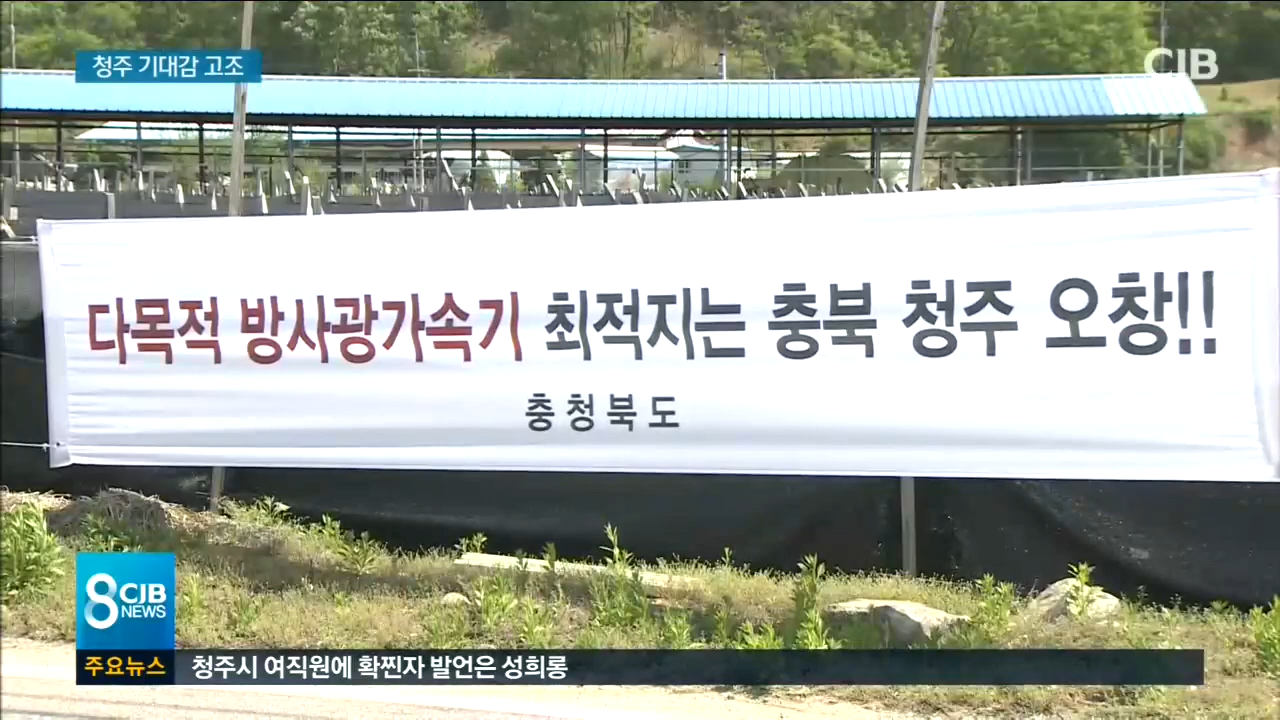 청주 기대감 고조
CJB
다목적 방사광가속기 최적지는 충북 청주 오창!!
충청북도
8 CJB NEWS
주요뉴스 청주시 여직원에 확찐자 발언은 성희롱